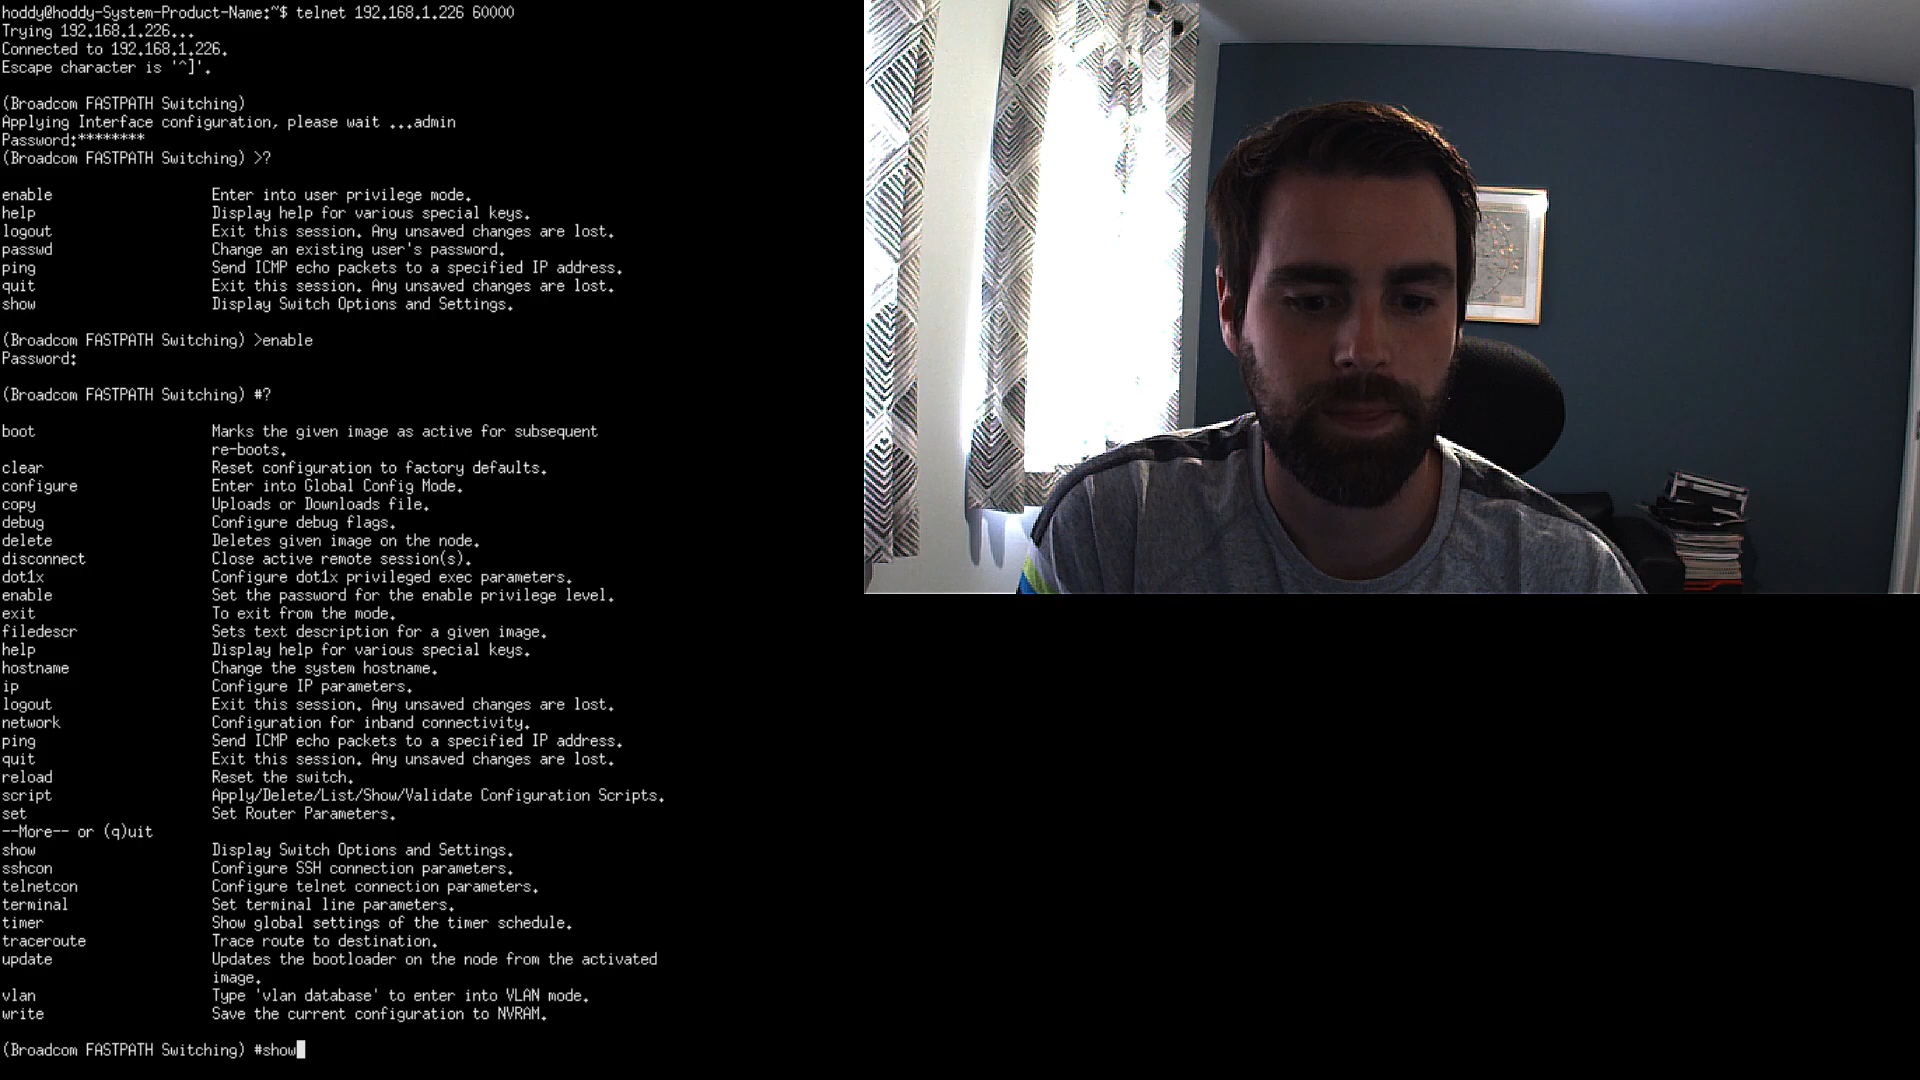 hoddy@hoddy-System-Product-Name:~$ telnet 192.168.1.226 60000
Trying 192.168.1.226...
Connected to 192.168.1.226.
Escape character is '^]'.
(Broadcom FASTPATH Switching)
Applying Interface configuration, please wait ...admin
Password:********
(Broadcom FASTPATH Switching) >?
enable Enter into user privilege mode.
help Display help for various special keys.
logout Exit this session. Any unsaved changes are lost.
passwd Change an existing user's password.
ping Send ICMP echo packets to a specified IP address.
quit Exit this session. Any unsaved changes are lost.
show Display Switch Options and Settings.
(Broadcom FASTPATH Switching) >enable
Password:
(Broadcom FASTPATH Switching) #?
boot Marks the given image as active for subsequent
re-boots.
clear Reset configuration to factory defaults.
configure Enter into Global Config Mode.
copy Uploads or Downloads file.
debug Configure debug flags.
delete Deletes given image on the node.
disconnect Close active remote session(s).
dot1x Configure dot1x privileged exec parameters.
enable Set the password for the enable privilege level.
exit To exit from the mode.
filedescr Sets text description for a given image.
help Display help for various special keys.
hostname Change the system hostname.
ip Configure IP parameters.
logout Exit this session. Any unsaved changes are lost.
network Configuration for inband connectivity.
ping Send ICMP echo packets to a specified IP address.
quit Exit this session. Any unsaved changes are lost.
reload Reset the switch.
script Apply/Delete/List/Show/Validate Configuration Scripts.
set Set Router Parameters.
--More-- or (q)uit
show Display Switch Options and Settings.
sshcon Configure SSH connection parameters.
telnetcon Configure telnet connection parameters.
terminal Set terminal line parameters.
timer Show global settings of the timer schedule.
traceroute Trace route to destination.
update Updates the bootloader on the node from the activated
image.
vlan Type 'vlan database' to enter into VLAN mode.
write Save the current configuration to NVRAM.
(Broadcom FASTPATH Switching) #show